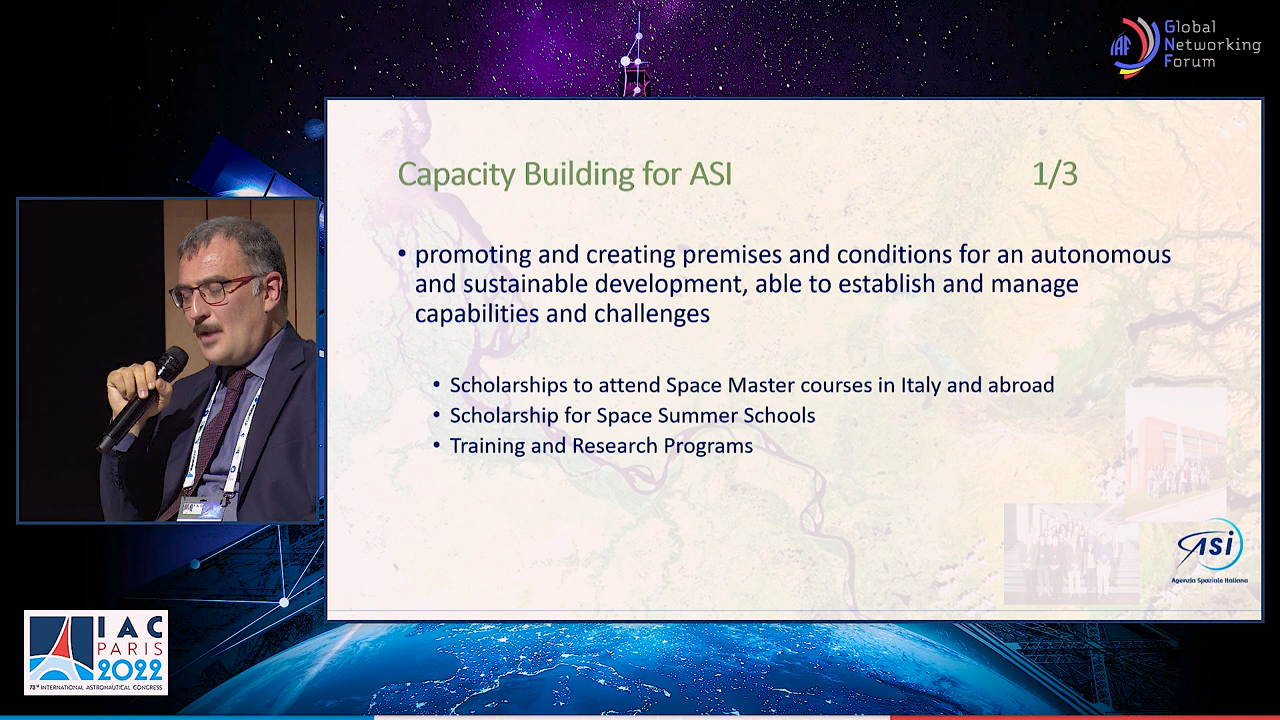 Global
Networking
Forum
IAF
Capacity Building for ASI 1/3
• promoting and creating premises and conditions for an autonomous
and sustainable development, able to establish and manage
capabilities and challenges
• Scholarships to attend Space Master courses in Italy and abroad
• Scholarship for Space Summer Schools
• Training and Research Programs
ASI
Agenzia Spaziale Italiana
IAC
PARIS
2022
73RD INTERNATIONAL ASTRONAUTICAL CONGRESS